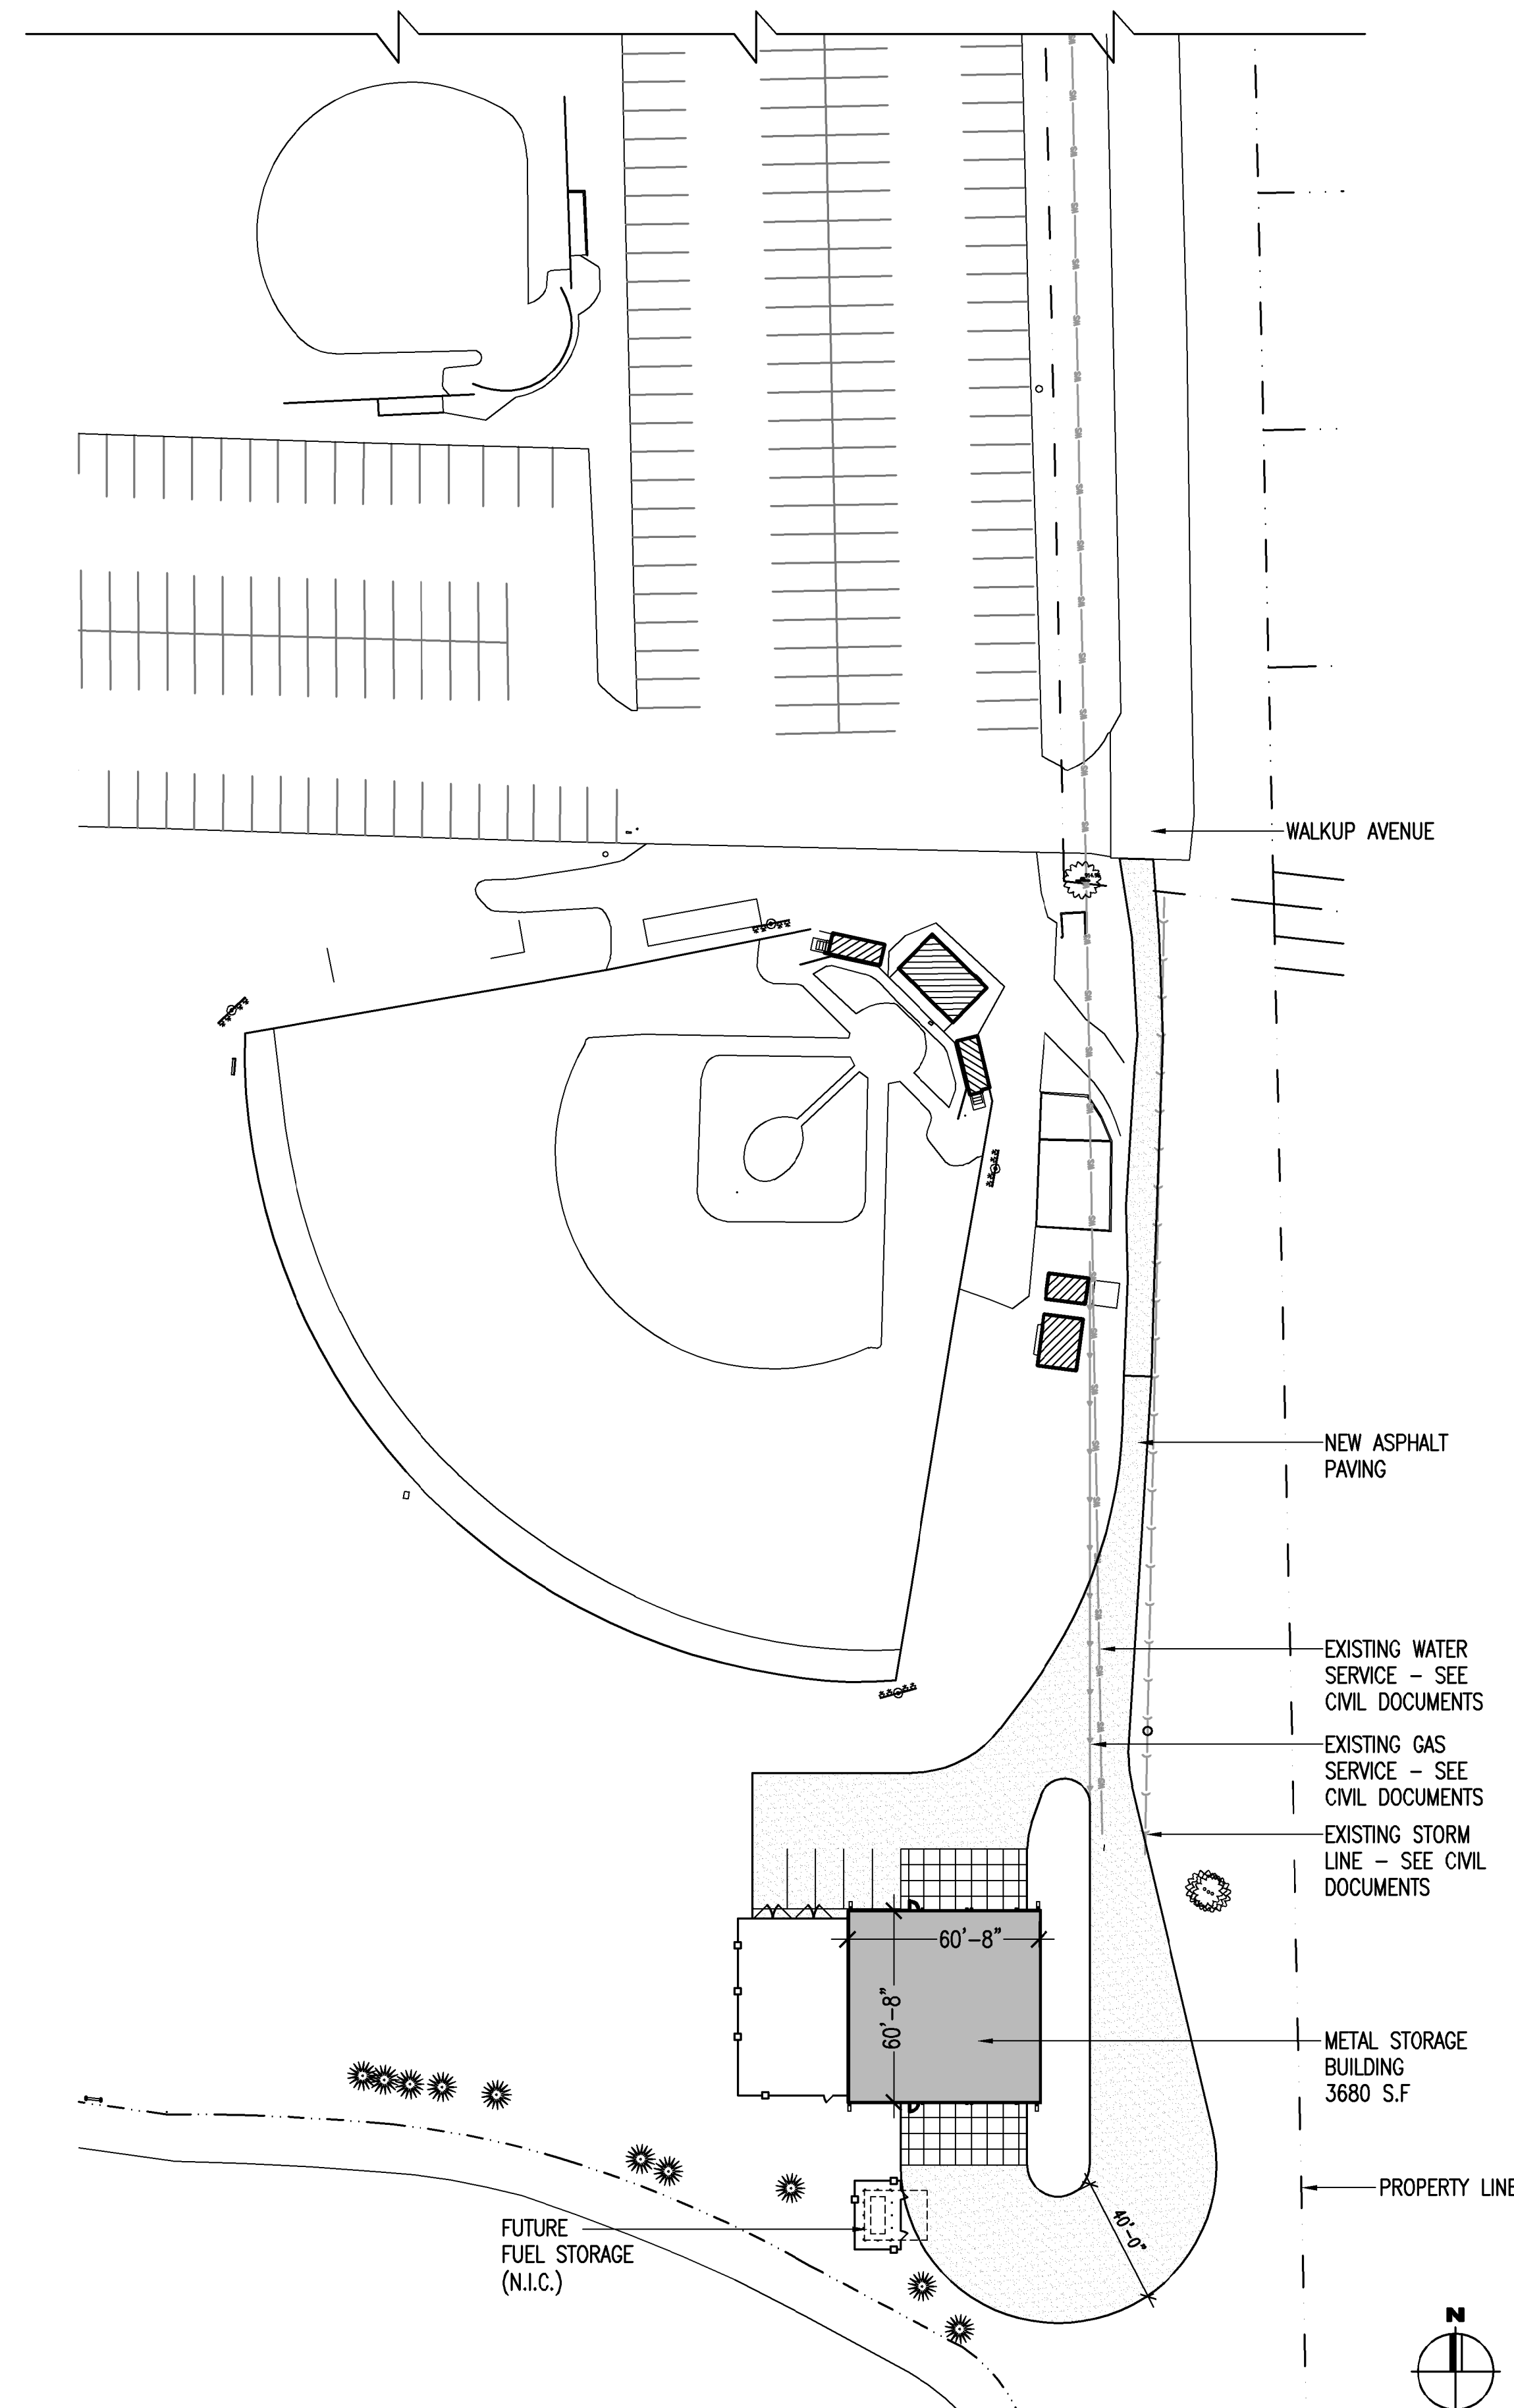 WALKUP AVENUE
NEW ASPHALT
PAVING
EXISTING WATER
SERVICE – SEE
CIVIL DOCUMENTS
EXISTING GAS
SERVICE – SEE
CIVIL DOCUMENTS
EXISTING STORM
LINE – SEE CIVIL
DOCUMENTS
60'-8"
60'-8"
METAL STORAGE
BUILDING
3680 S.F
PROPERTY LINE
40'-0"
FUTURE
FUEL STORAGE
(N.I.C.)
N